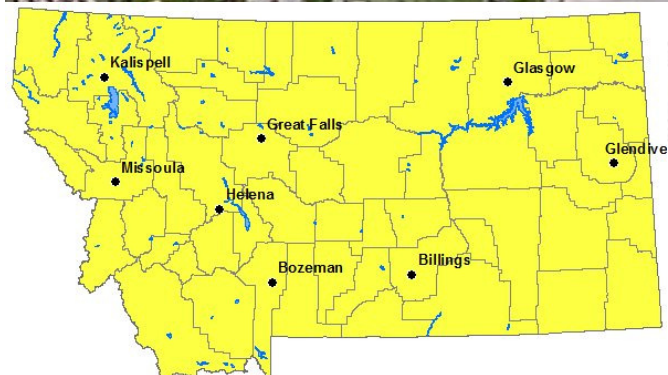 Kalispell
Glasgow
Great Falls
Glendive
Missoula
Helena
Billings
Bozeman